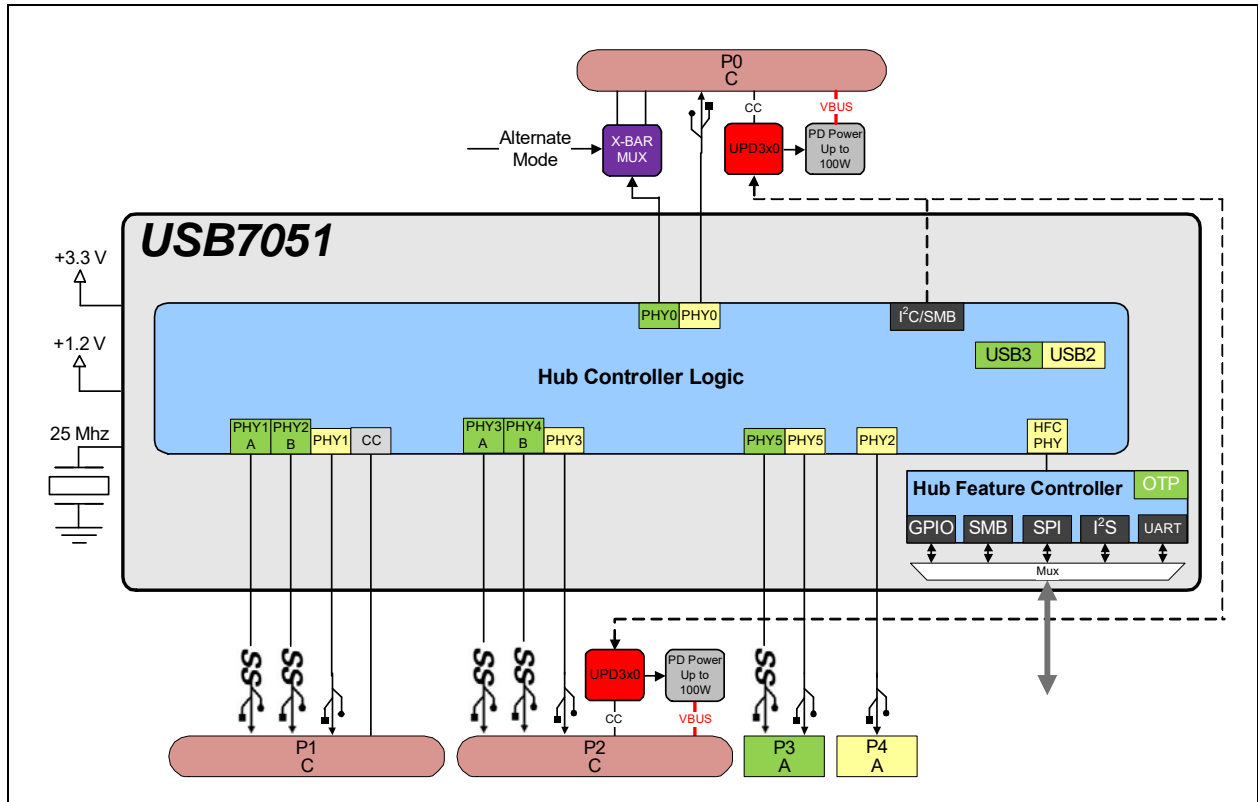 P0
C
CC
VBUS
Alternate
Mode
X-BAR
MUX
UPD3x0
PD Power
Up to
100W
USB7051
+3.3 V
+1.2 V
25 Mhz
PHY0
PHY0
I²C/SMB
USB3
USB2
Hub Controller Logic
PHY1
A
PHY2
B
PHY1
CC
PHY3
A
PHY4
B
PHY3
PHY5
PHY5
PHY2
HFC
PHY
Hub Feature Controller
OTP
GPIO
SMB
SPI
I²S
UART
Mux
SS
SS
SS
SS
UPD3x0
PD Power
Up to
100W
SS
CC
VBUS
P1
C
P2
C
P3
A
P4
A